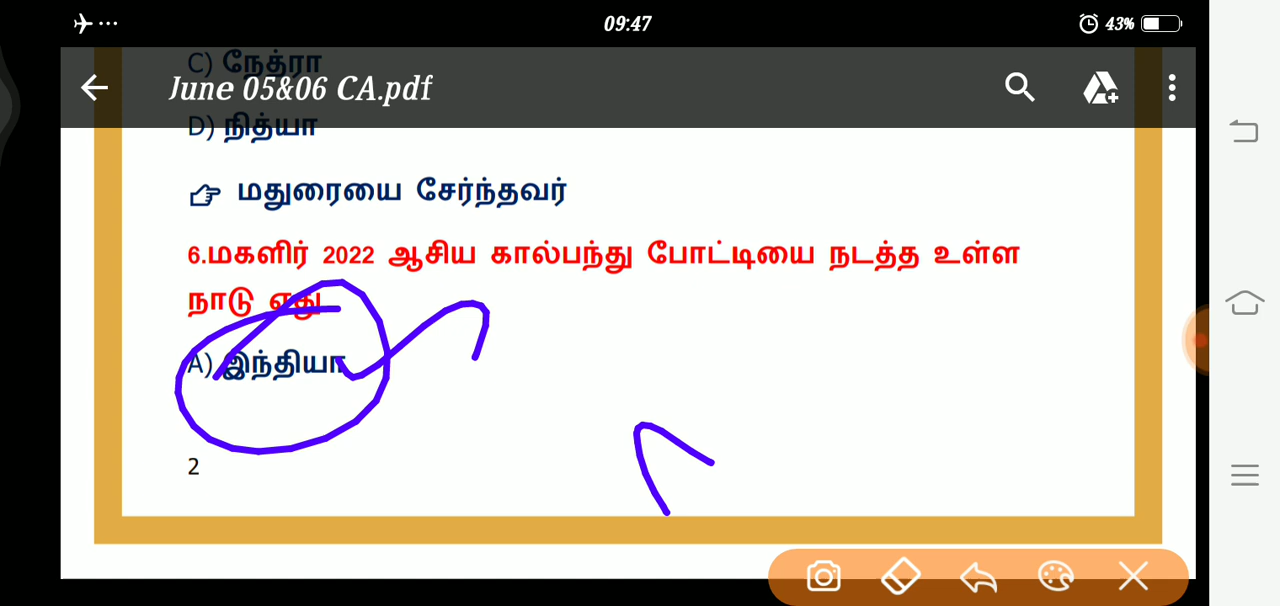 09:47
43%
C) நேத்ரா
June 05&06 CA.pdf
D) நித்யா
மதுரையை சேர்ந்தவர்
6.மகளிர் 2022 ஆசிய கால்பந்து போட்டியை நடத்த உள்ள
நாடு எது
A) இந்தியா
2